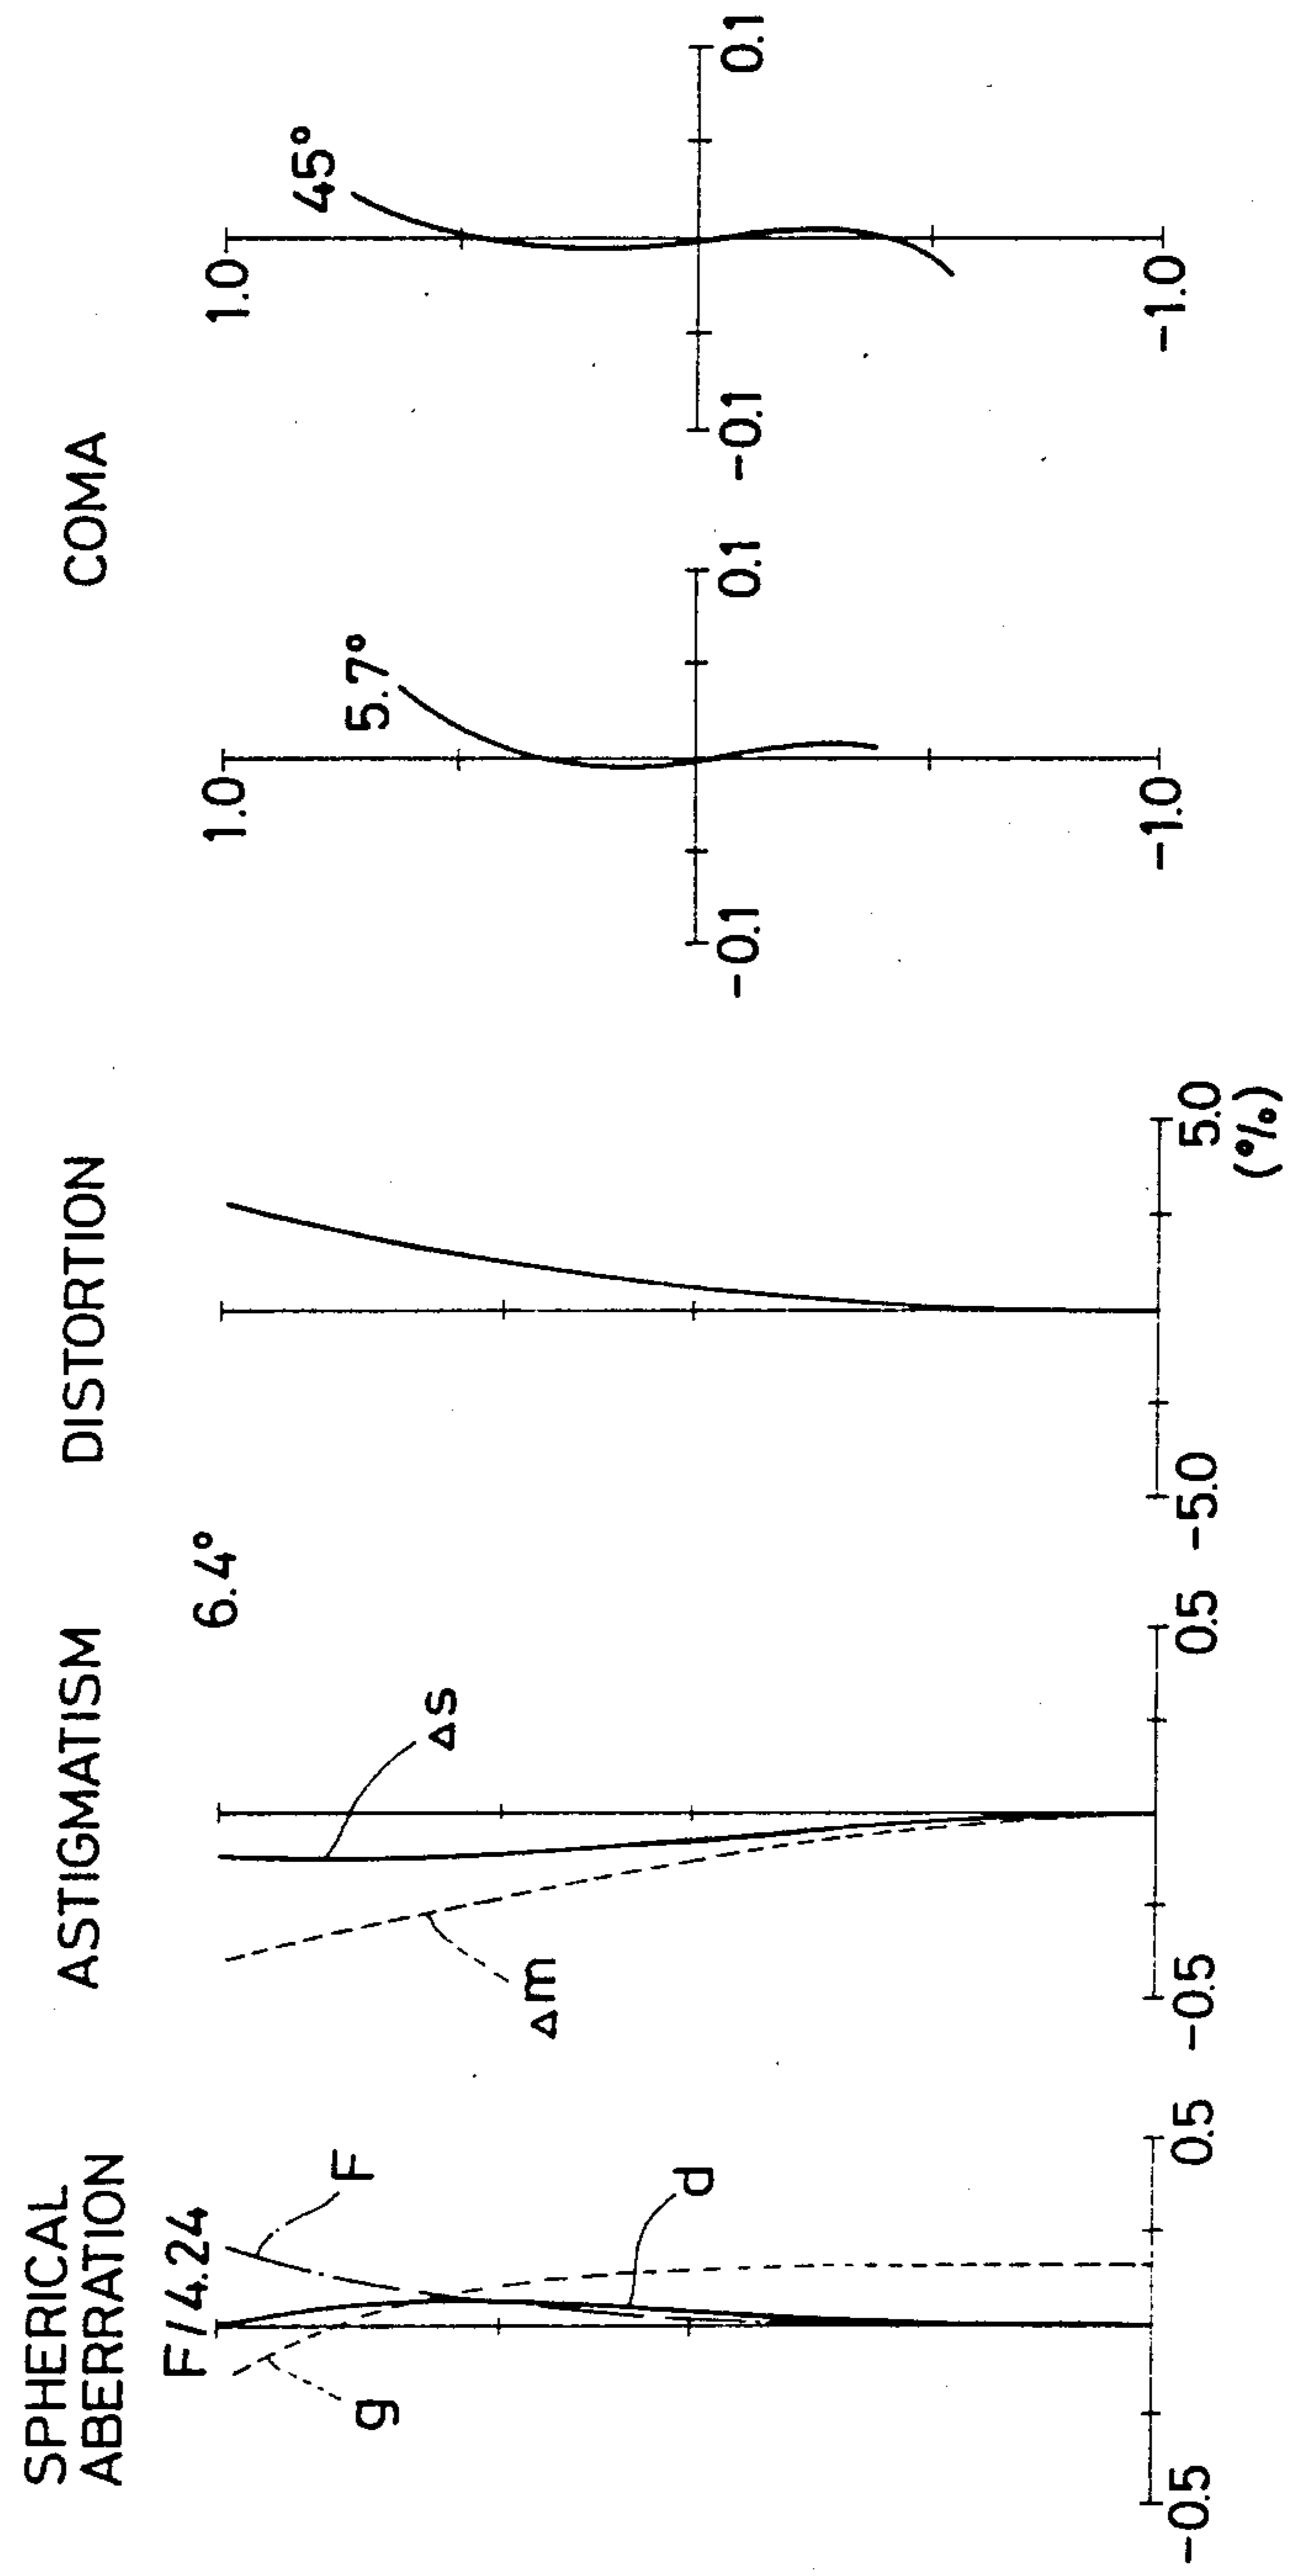 SPHERICAL
ABERRATION
F/4.24
F
d
g
0.5
-0.5
ASTIGMATISM
6.4°
Δs
Δm
0.5
-0.5
DISTORTION
5.0
(%)
-5.0
COMA
5.7°
1.0
0.1
-0.1
-1.0
45°
1.0
0.1
-0.1
-1.0